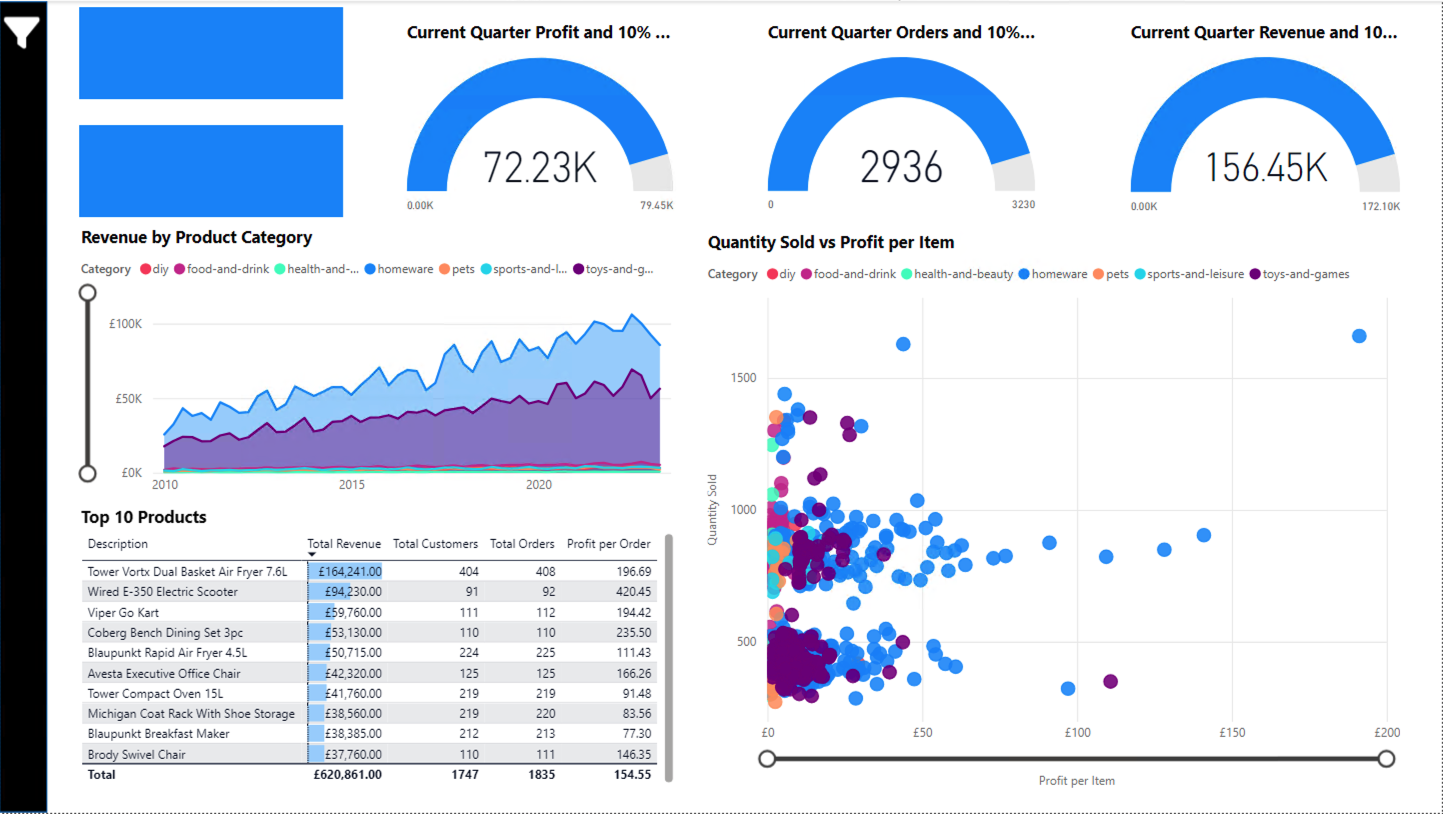 Current Quarter Profit and 10% ...
72.23K
0.00K 79.45K
Current Quarter Orders and 10%...
2936
0 3230
Current Quarter Revenue and 10...
156.45K
0.00K 172.10K
Revenue by Product Category
Category diy food-and-drink health-and-... homeware pets sports-and-l... toys-and-g...
£100K
£50K
£0K
2010 2015 2020
Top 10 Products
Description Total Revenue Total Customers Total Orders Profit per Order
Tower Vortx Dual Basket Air Fryer 7.6L £164,241.00 404 408 196.69
Wired E-350 Electric Scooter £94,230.00 91 92 420.45
Viper Go Kart £59,760.00 111 112 194.42
Coberg Bench Dining Set 3pc £53,130.00 110 110 235.50
Blaupunkt Rapid Air Fryer 4.5L £50,715.00 224 225 111.43
Avesta Executive Office Chair £42,320.00 125 125 166.26
Tower Compact Oven 15L £41,760.00 219 219 91.48
Michigan Coat Rack With Shoe Storage £38,560.00 219 220 83.56
Blaupunkt Breakfast Maker £38,385.00 212 213 77.30
Brody Swivel Chair £37,760.00 110 111 146.35
Total £620,861.00 1747 1835 154.55
Quantity Sold vs Profit per Item
Category diy food-and-drink health-and-beauty homeware pets sports-and-leisure toys-and-games
Quantity Sold
1500
1000
500
£0 £50 £100 £150 £200
Profit per Item